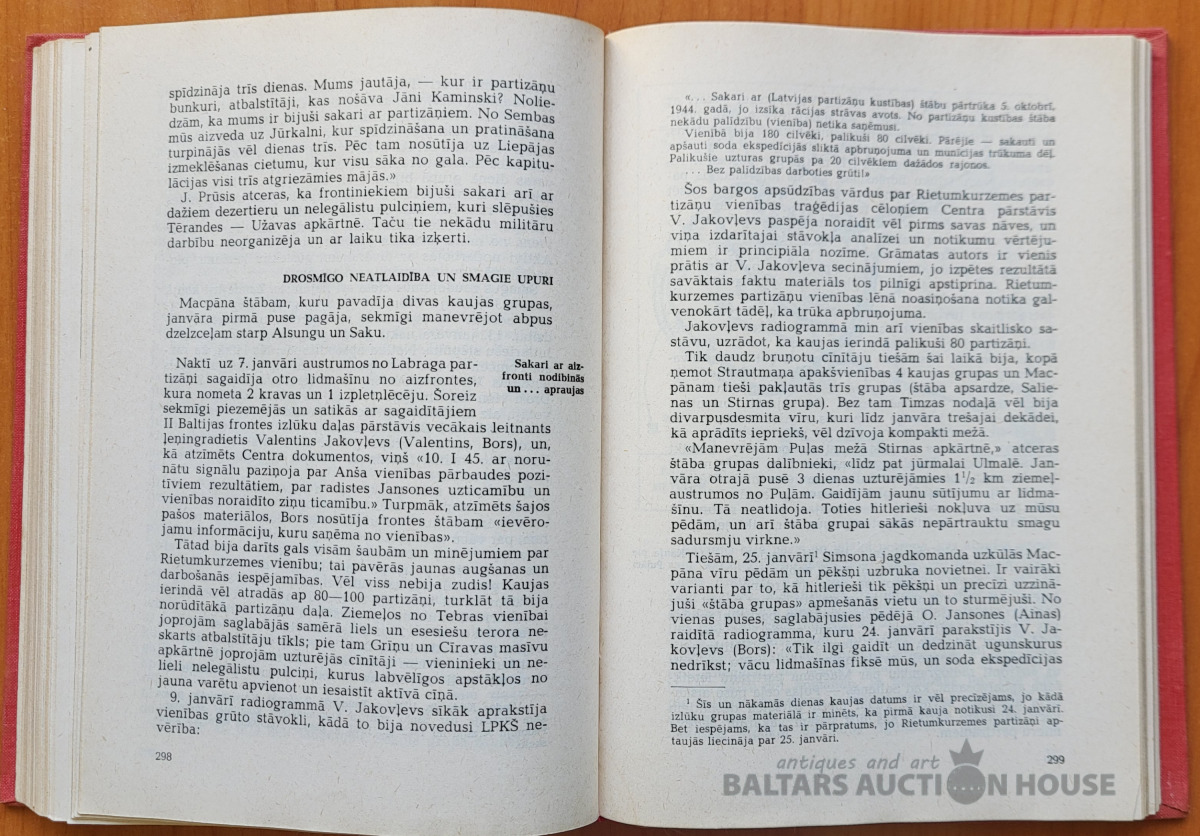 spīdzināja trīs dienas. Mums jautāja, — kur ir partizāņu
bunkuri, atbalstītāji, kas nošāva Jāni Kaminski? Nolie-
dzām, ka mums ir bijuši sakari ar partizāņiem. No Sembas
mūs aizveda uz Jūrkalni, kur spīdzināšana un pratināšana
turpinājās vēl dienas trīs. Pēc tam nosūtīja uz Liepājas
izmeklēšanas cietumu, kur visu sāka no gala. Pēc kapitu-
lācijas visi trīs atgriezāmies mājās.»
J. Prūsis atceras, ka frontiniekiem bijuši sakari arī ar
dažiem dezertieru un nelegālistu pulciņiem, kuri slēpušies
Tērandes — Užavas apkārtnē. Taču tie nekādu militāru
darbību neorganizēja un ar laiku tika izķerti.
DROSMĪGO NEATLAIDĪBA UN SMAGIE UPURI
Macpāna štābam, kuru pavadīja divas kaujas grupas,
janvāra pirmā puse pagāja, sekmīgi manevrējot abpus
dzelzceļam starp Alsungu un Saku.
Sakari ar aiz-
fronti nodibinās
un ... apraujas
Naktī uz 7. janvāri austrumos no Labraga par-
tizāņi sagaidīja otro lidmašīnu no aizfrontes,
kura nometa 2 kravas un 1 izpletņlēcēju. Šoreiz
sekmīgi piezemējās un satikās ar sagaidītājiem
II Baltijas frontes izlūku daļas pārstāvis vecākais leitnants
ļeņingradietis Valentīns Jakovļevs (Valentīns, Bors), un,
kā atzīmēts Centra dokumentos, viņš «10. I 45. ar noru-
nātu signālu paziņoja par Anša vienības pārbaudes pozi-
tīviem rezultātiem, par radistes Jansones uzticamību un
vienības noraidīto ziņu ticamību.» Turpmāk, atzīmēts šajos
pašos materiālos, Bors nosūtīja frontes štābam «ievēro-
jamu informāciju, kuru saņēma no vienības».
Tātad bija darīts gals visām šaubām un minējumiem par
Rietumkurzemes vienību; tai pavērās jaunas augšanas un
darbošanās iespējamības. Vēl viss nebija zudis! Kaujas
ierindā vēl atradās ap 80—100 partizāņi, turklāt tā bija
norūdītākā partizāņu daļa. Ziemeļos no Tebras vienībai
joprojām saglabājās samērā liels un esesiešu terora ne-
skarts atbalstītāju tīkls; pie tam Grīņu un Cīravas masīvu
apkārtnē joprojām uzturējās cīnītāji — vieninieki un ne-
lieli nelegālistu pulciņi, kurus labvēlīgos apstākļos no
jauna varētu apvienot un iesaistīt aktīvā cīņā.
9. janvārī radiogrammā V. Jakovļevs sīkāk aprakstīja
vienības grūto stāvokli, kādā to bija novedusi LPKŠ ne-
vērība:
298
«... Sakari ar (Latvijas partizāņu kustības) štābu pārtrūka 5. oktobrī,
1944. gadā, jo izsīka rācijas strāvas avots. No partizāņu kustības štāba
nekādu palīdzību (vienība) netika saņēmusi.
Vienībā bija 180 cilvēki, palikuši 80 cilvēki. Pārējie — sakauti un
apšauti soda ekspedīcijās sliktā apbruņojuma un munīcijas trūkuma dēļ.
Palikušie uzturas grupās pa 20 cilvēkiem dažādos rajonos.
... Bez palīdzības darboties grūti!»
Šos bargos apsūdzības vārdus par Rietumkurzemes par-
tizāņu vienības traģēdijas cēloņiem Centra pārstāvis
V. Jakovļevs paspēja noraidīt vēl pirms savas nāves, un
viņa izdarītajai stāvokļa analīzei un notikumu vērtēju-
miem ir principiāla nozīme. Grāmatas autors ir vienis
prātis ar V. Jakovļeva secinājumiem, jo izpētes rezultātā
savāktais faktu materiāls tos pilnīgi apstiprina. Rietum-
kurzemes partizāņu vienības lēnā noasiņošana notika gal-
venokārt tādēļ, ka trūka apbruņojuma.
Jakovļevs radiogrammā min arī vienības skaitlisko sa-
stāvu, uzrādot, ka kaujas ierindā palikuši 80 partizāņi.
Tik daudz bruņotu cīnītāju tiešām šai laikā bija, kopā
ņemot Strautmaņa apakšvienības 4 kaujas grupas un Mac-
pānam tieši pakļautās trīs grupas (štāba apsardze, Salie-
nas un Stirnas grupa). Bez tam Timzas nodaļā vēl bija
divarpusdesmita vīru, kuri līdz janvāra trešajai dekādei,
kā aprādīts iepriekš, vēl dzīvoja kompakti mežā.
«Manevrējām Puļas mežā Stirnas apkārtnē,» atceras
štāba grupas dalībnieki, «līdz pat jūrmalai Ulmalē. Jan-
vāra otrajā pusē 3 dienas uzturējāmies 1 1/2 km ziemeļ-
austrumos no Puļām. Gaidījām jaunu sūtījumu ar lidma-
šīnu. Tā neatlidoja. Toties hitlerieši nokļuva uz mūsu
pēdām, un arī štāba grupai sākās nepārtrauktu smagu
sadursmju virkne.»
Tiešām, 25. janvārī¹ Simsona jagdkomanda uzkūlās Mac-
pāna vīru pēdām un pēkšņi uzbruka novietnei. Ir vairāki
varianti par to, kā hitlerieši tik pēkšņi un precīzi uzzinā-
juši «štāba grupas» apmešanās vietu un to sturmējuši. No
vienas puses, saglabājusies pēdējā O. Jansones (Ainas)
raidītā radiogramma, kuru 24. janvārī parakstījis V. Ja-
kovļevs (Bors): «Tik ilgi gaidīt un dedzināt ugunskurus
nedrīkst; vācu lidmašīnas fiksē mūs, un soda ekspedīcijas
¹ Šīs un nākamās dienas kaujas datums ir vēl precizējams, jo kādā
izlūku grupas materiālā ir minēts, ka pirmā kauja notikusi 24. janvārī.
Bet iespējams, ka tas ir pārpratums, jo Rietumkurzemes partizāņi ap-
taujās liecināja par 25. janvāri.
299
antiques and art
BALTARS AUCTION HOUSE